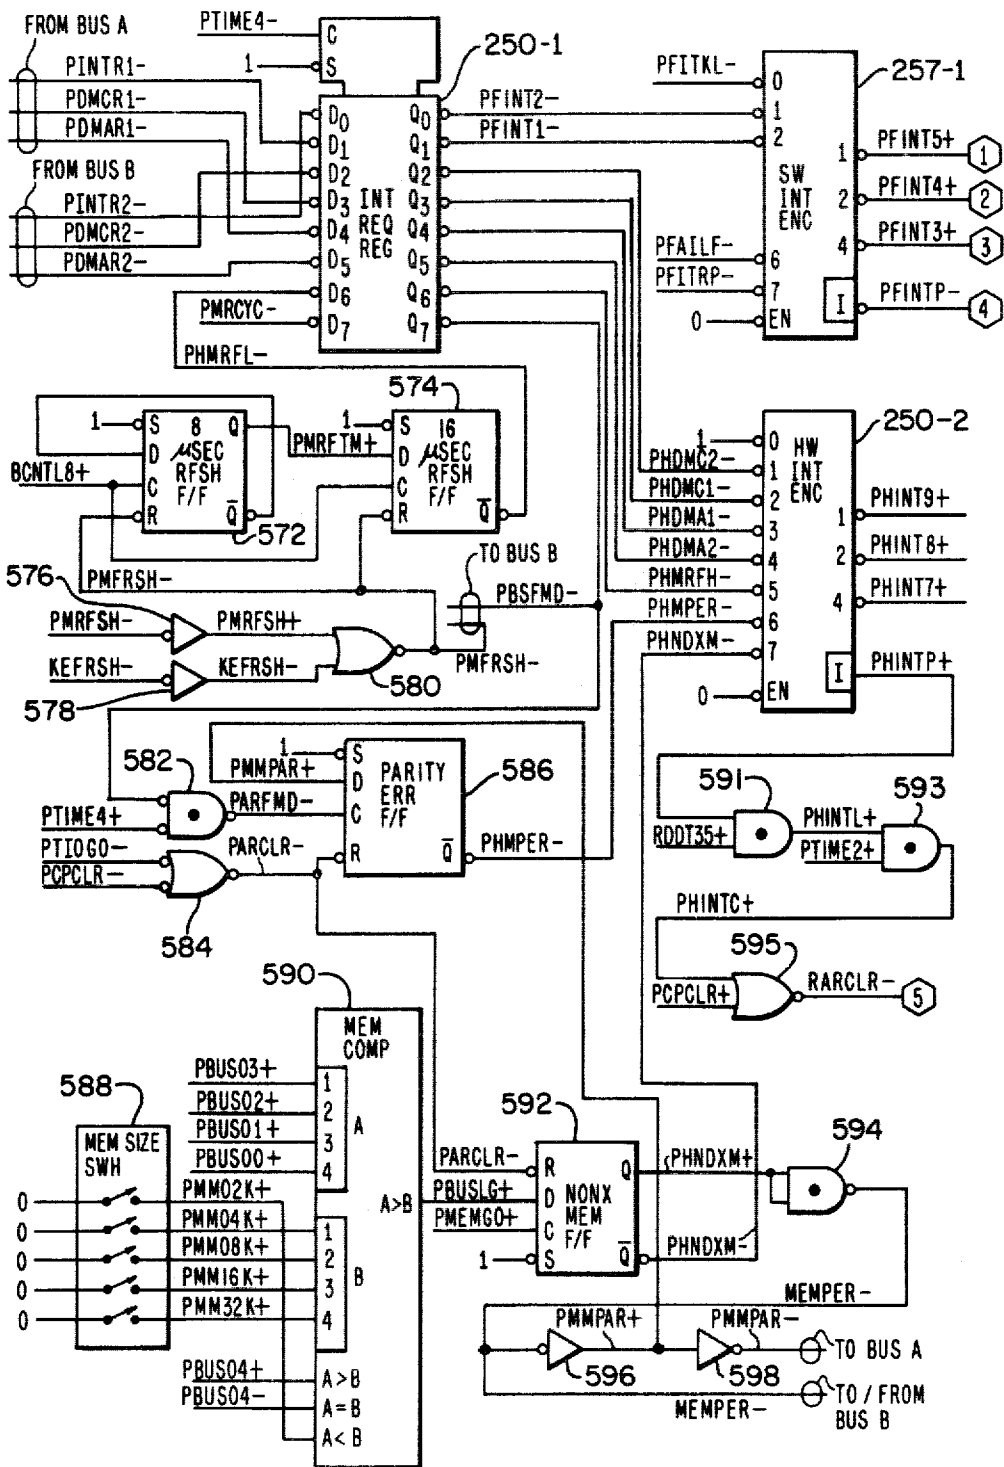 FROM BUS A
PINTR1-
PDMCR1-
PDMAR1-
FROM BUS B
PINTR2-
PDMCR2-
PDMAR2-
PTIME4-
1
C
S
250-1
D0
D1
D2
D3
D4
D5
D6
D7
INT
REQ
REG
Q0
Q1
Q2
Q3
Q4
Q5
Q6
Q7
PMRCYC-
PHMRFL-
PFINT2-
PFINT1-
PFITKL-
PFAILF-
PFITRP-
0
257-1
0
1
2
6
7
EN
SW
INT
ENC
1
2
4
I
PFINT5+
PFINT4+
PFINT3+
PFINTP-
1
2
3
4
BCNTL8+
1
S
D
C
R
8
µSEC
RFSH
F/F
Q
Q
572
PMRFTM+
574
1
S
D
C
R
16
µSEC
RFSH
F/F
Q
PMFRSH-
576
PMRFSH-
PMRFSH+
KEFRSH-
KEFRSH-
578
580
TO BUS B
PBSFMD-
PMFRSH-
250-2
1
PHDMC2-
PHDMC1-
PHDMA1-
PHDMA2-
PHMRFH-
PHMPER-
PHNDXM-
0
0
1
2
3
4
5
6
7
EN
HW
INT
ENC
1
2
4
I
PHINT9+
PHINT8+
PHINT7+
PHINTP+
582
PTIME4+
PTIOGO-
PCPCLR-
584
PMMPAR+
PARFMD-
PARCLR-
1
S
D
C
R
PARITY
ERR
F/F
Q
586
PHMPER-
591
RDDT35+
PHINTL+
PTIME2+
593
PHINTC+
PCPCLR+
595
RARCLR-
5
590
MEM
COMP
PBUS03+
PBUS02+
PBUS01+
PBUS00+
1
2
3
4
A
588
MEM SIZE
SWH
0
0
0
0
0
PMM02K+
PMM04K+
PMM08K+
PMM16K+
PMM32K+
1
2
3
4
B
A>B
PBUS04+
PBUS04-
A>B
A=B
A<B
592
PARCLR-
PBUSLG+
PMEMGO+
1
R
D
C
S
NONX
MEM
F/F
Q
Q
PHNDXM+
PHNDXM-
594
MEMPER-
596
PMMPAR+
598
PMMPAR-
MEMPER-
TO BUS A
TO / FROM
BUS B